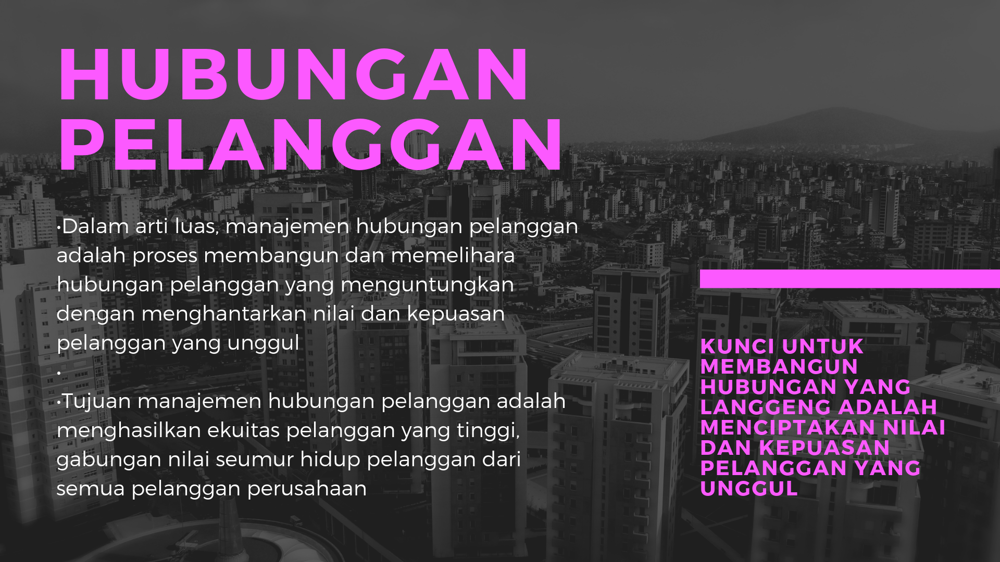 HUBUNGAN
PELANGGAN
•Dalam arti luas, manajemen hubungan pelanggan
adalah proses membangun dan memelihara
hubungan pelanggan yang menguntungkan
dengan menghantarkan nilai dan kepuasan
pelanggan yang unggul
•
•Tujuan manajemen hubungan pelanggan adalah
menghasilkan ekuitas pelanggan yang tinggi,
gabungan nilai seumur hidup pelanggan dari
semua pelanggan perusahaan
KUNCI UNTUK
MEMBANGUN
HUBUNGAN YANG
LANGGENG ADALAH
MENCIPTAKAN NILAI
DAN KEPUASAN
PELANGGAN YANG
UNGGUL